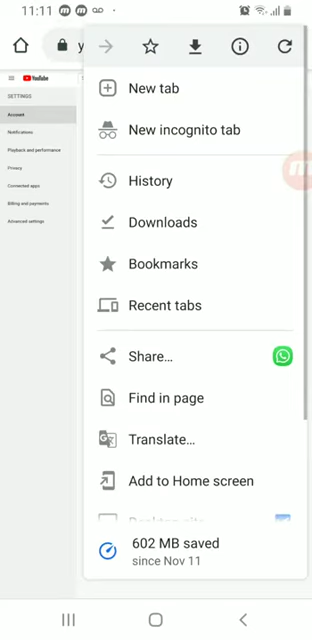 11:11
y
New tab
YouTube
SETTINGS
New incognito tab
Account
Notifications
Playback and performance
Privacy
Connected apps
Billing and payments
Advanced settings
History
Downloads
Bookmarks
Recent tabs
Share...
Find in page
Translate...
Add to Home screen
Desktop site
602 MB saved
since Nov 11